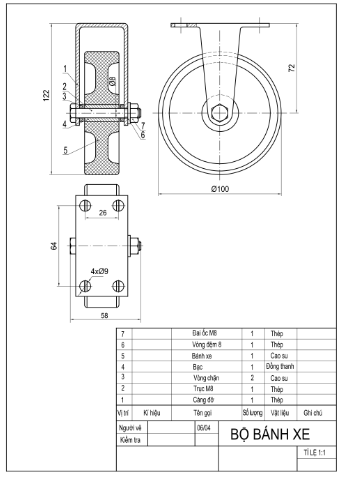 1
2
3
4
5
122
Ø8
7
6
72
Ø100
26
64
4xØ9
58
7 Đai ốc M8 1 Thép
6 Vòng đệm 8 1 Thép
5 Bánh xe 1 Cao su
4 Bạc 1 Đồng thanh
3 Vòng chặn 2 Cao su
2 Trục M8 1 Thép
1 Càng đỡ 1 Thép
Vị trí Kí hiệu Tên gọi Số lượng Vật liệu Ghi chú
Người vẽ 06/04
Kiểm tra
BỘ BÁNH XE
TỈ LỆ 1:1